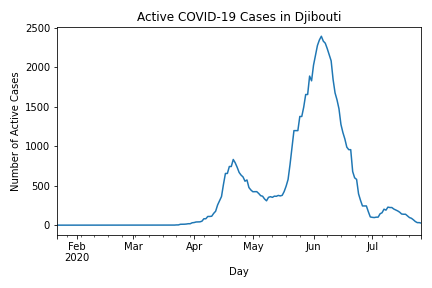 Active COVID-19 Cases in Djibouti
Number of Active Cases
2500
2000
1500
1000
500
0
Feb
2020
Mar
Apr
May
Jun
Jul
Day